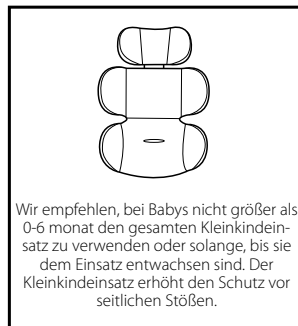 Wir empfehlen, bei Babys nicht größer als
0-6 monat den gesamten Kleinkindein-
satz zu verwenden oder solange, bis sie
dem Einsatz entwachsen sind. Der
Kleinkindeinsatz erhöht den Schutz vor
seitlichen Stößen.